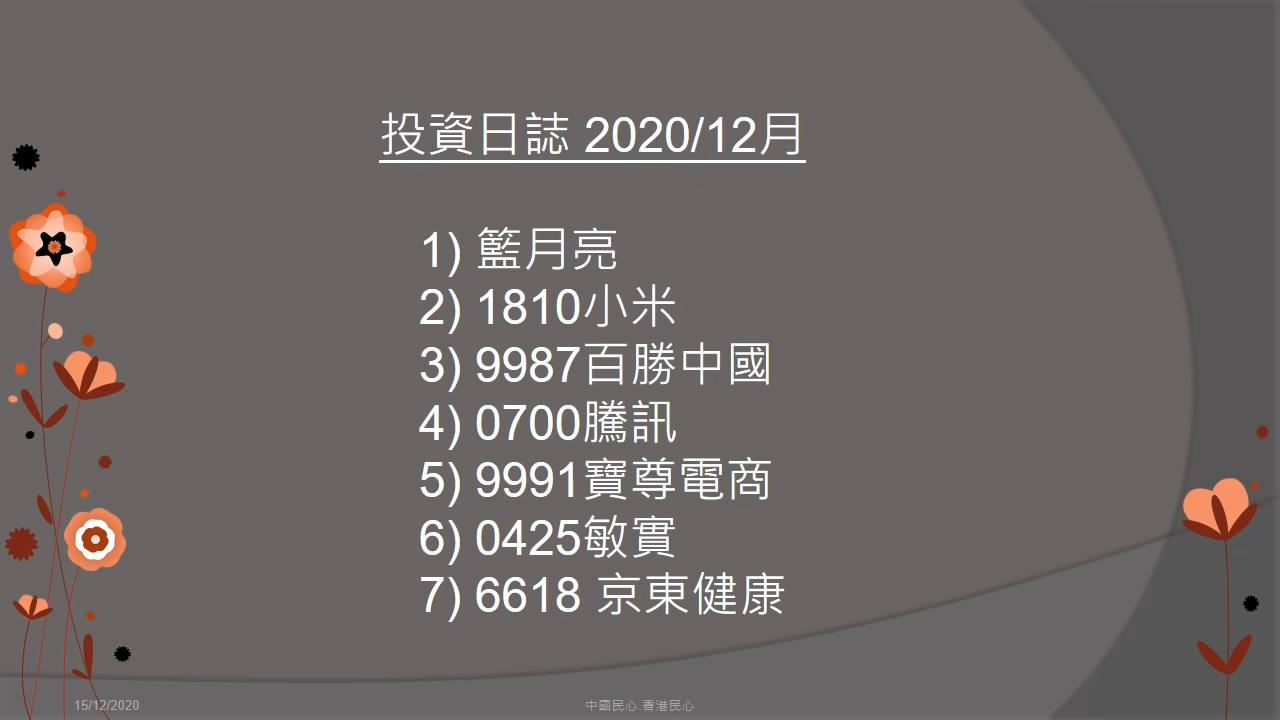 投資日誌 2020/12月
1) 籃月亮
2) 1810小米
3) 9987百勝中國
4) 0700騰訊
5) 9991寶尊電商
6) 0425敏實
7) 6618 京東健康
15/12/2020
中國民心.香港民心